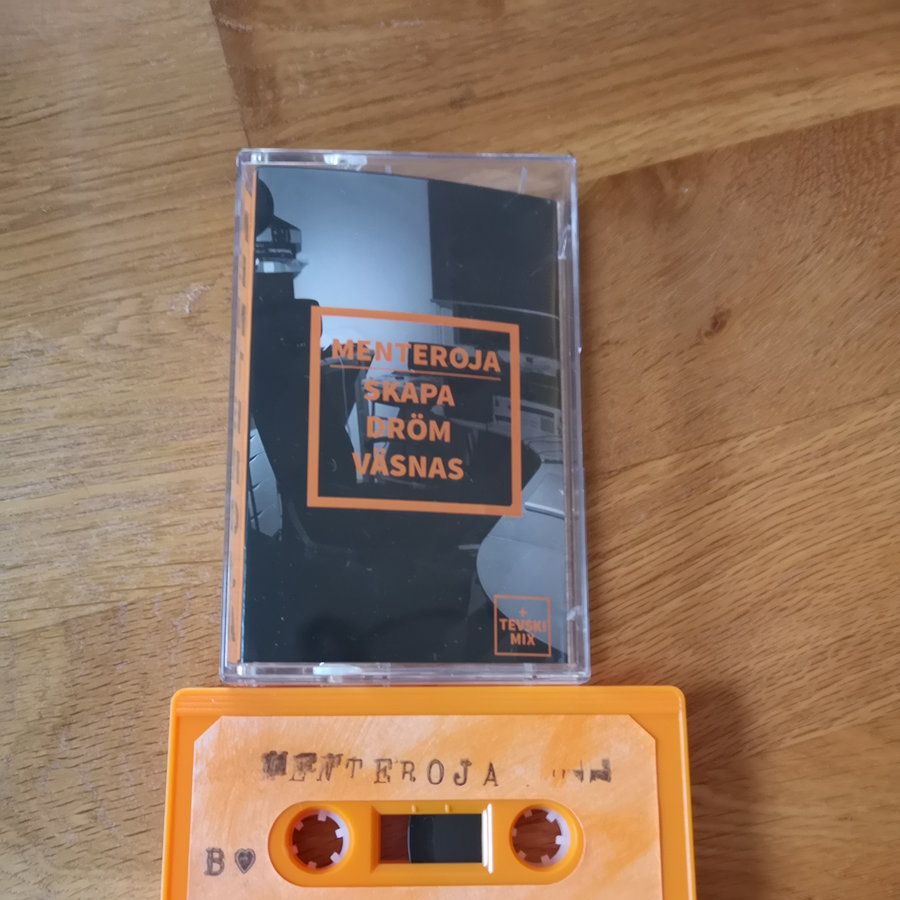 MENTEROJA
SKAPA
DRÖM
VÄSNAS
+
TEVSKI
MIX
MENTEROJA
B